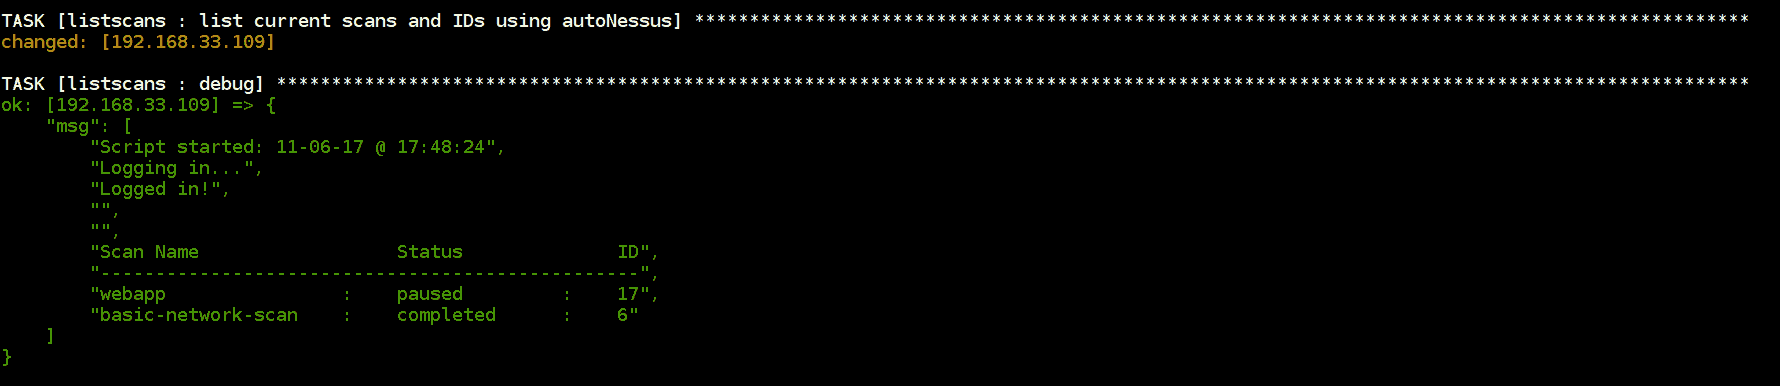 TASK [listscans : list current scans and IDs using autoNessus] ************************************************************************************************
changed: [192.168.33.109]
TASK [listscans : debug] **************************************************************************************************************************************
ok: [192.168.33.109] => {
    "msg": [
        "Script started: 11-06-17 @ 17:48:24",
        "Logging in...",
        "Logged in!",
        "",
        "",
        "Scan Name                  Status              ID",
        "-------------------------------------------------",
        "webapp                :    paused         :    17",
        "basic-network-scan    :    completed      :    6"
    ]
}